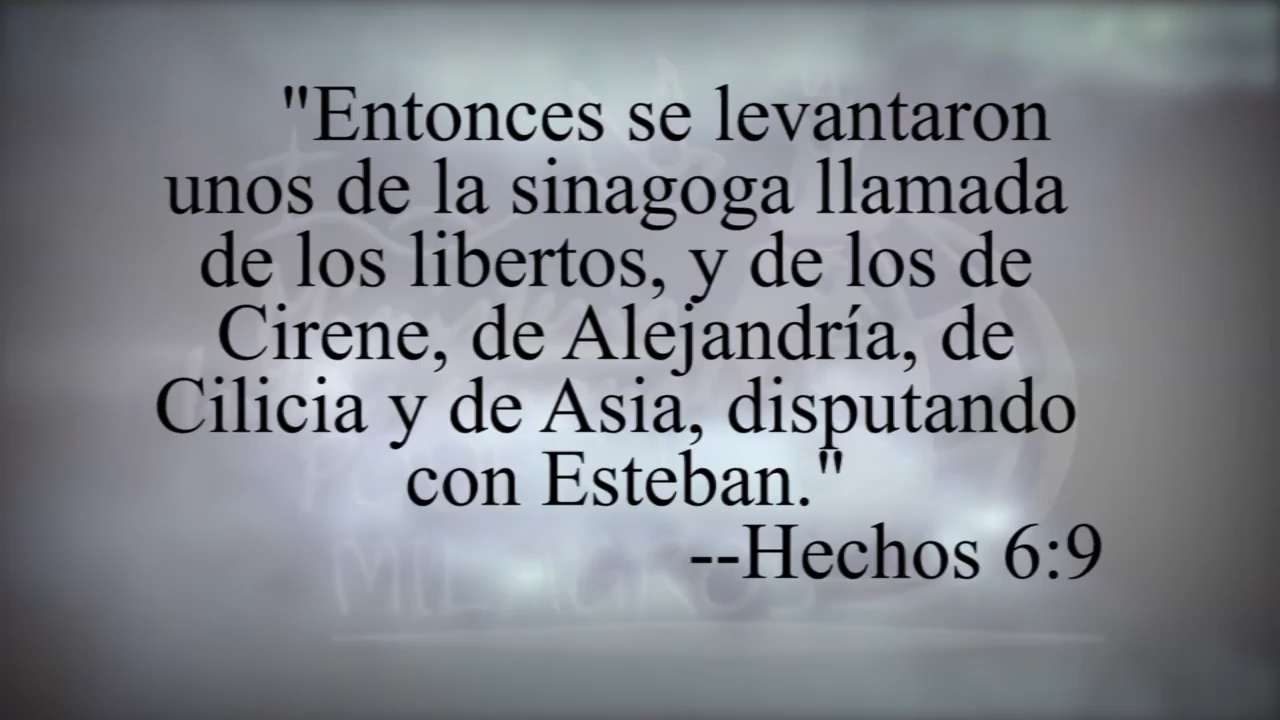 "Entonces se levantaron
unos de la sinagoga llamada
de los libertos, y de los de
Cirene, de Alejandría, de
Cilicia y de Asia, disputando
con Esteban."
--Hechos 6:9